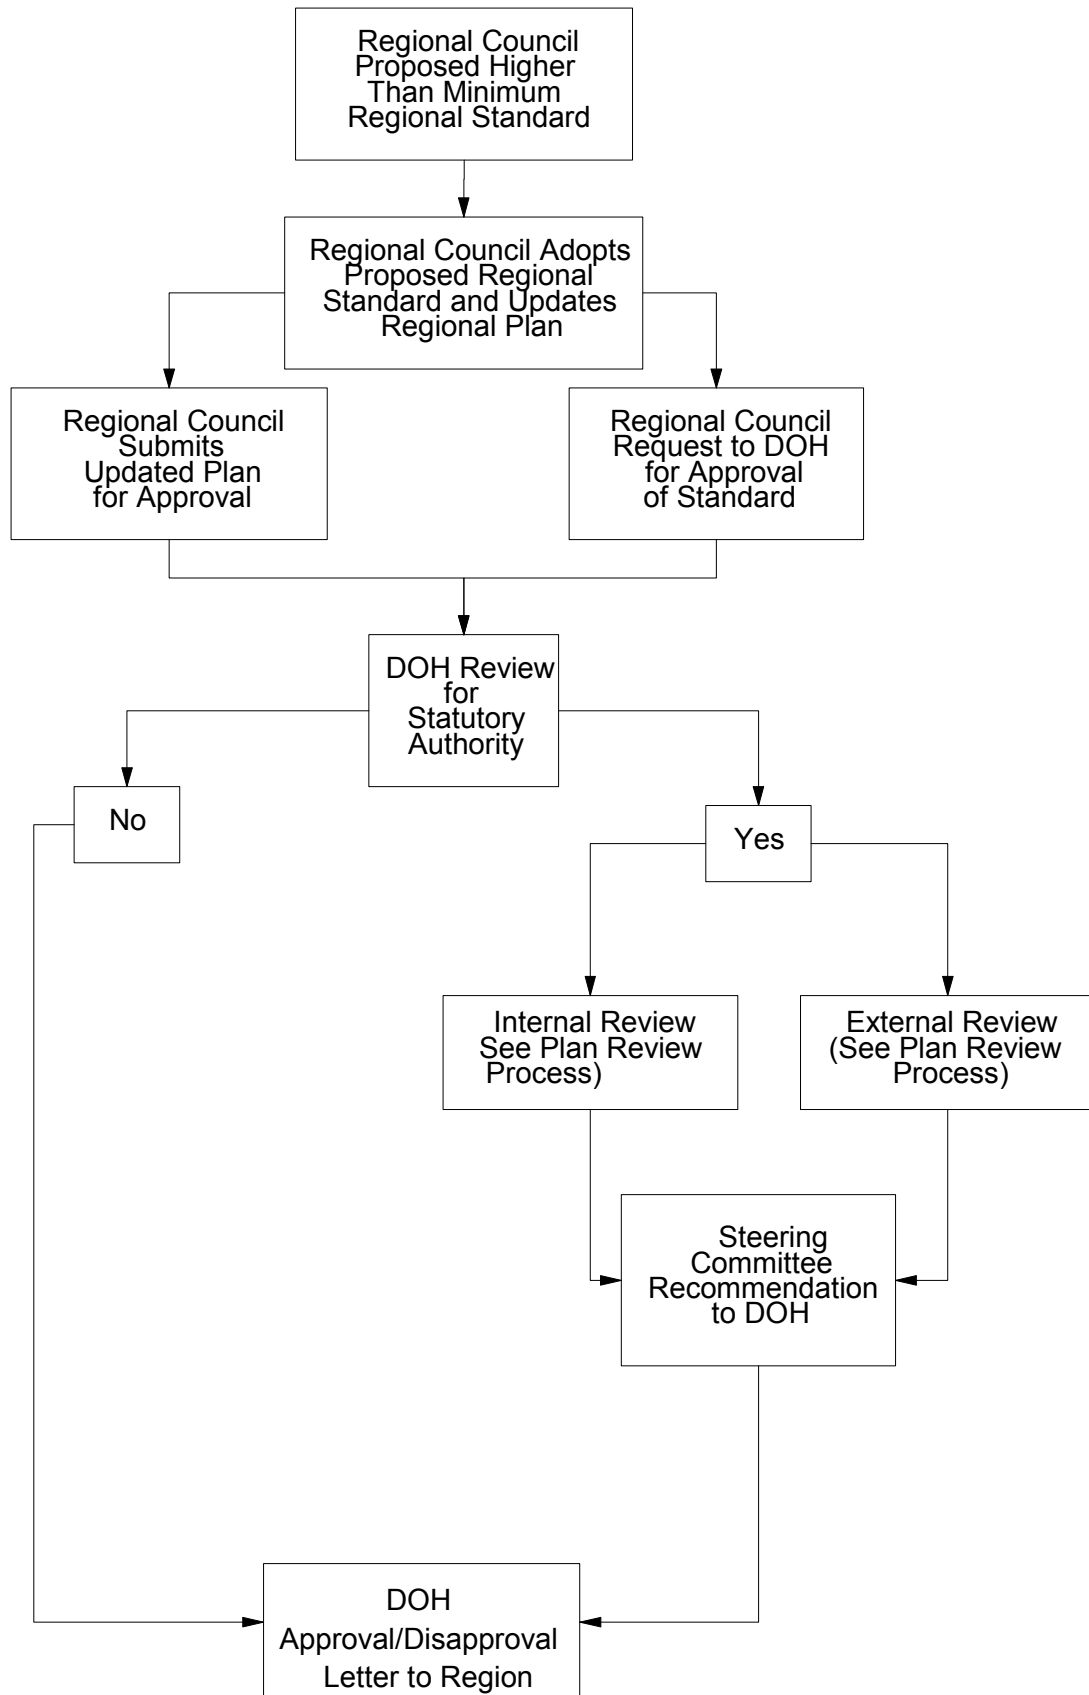 Regional Council
Proposed Higher
Than Minimum
Regional Standard
Regional Council Adopts
Proposed Regional
Standard and Updates
Regional Plan
Regional Council
Submits
Updated Plan
for Approval
Regional Council
Request to DOH
for Approval
of Standard
DOH Review
for
Statutory
Authority
No
Yes
Internal Review
See Plan Review
Process)
External Review
(See Plan Review
Process)
Steering
Committee
Recommendation
to DOH
DOH
Approval/Disapproval
Letter to Region